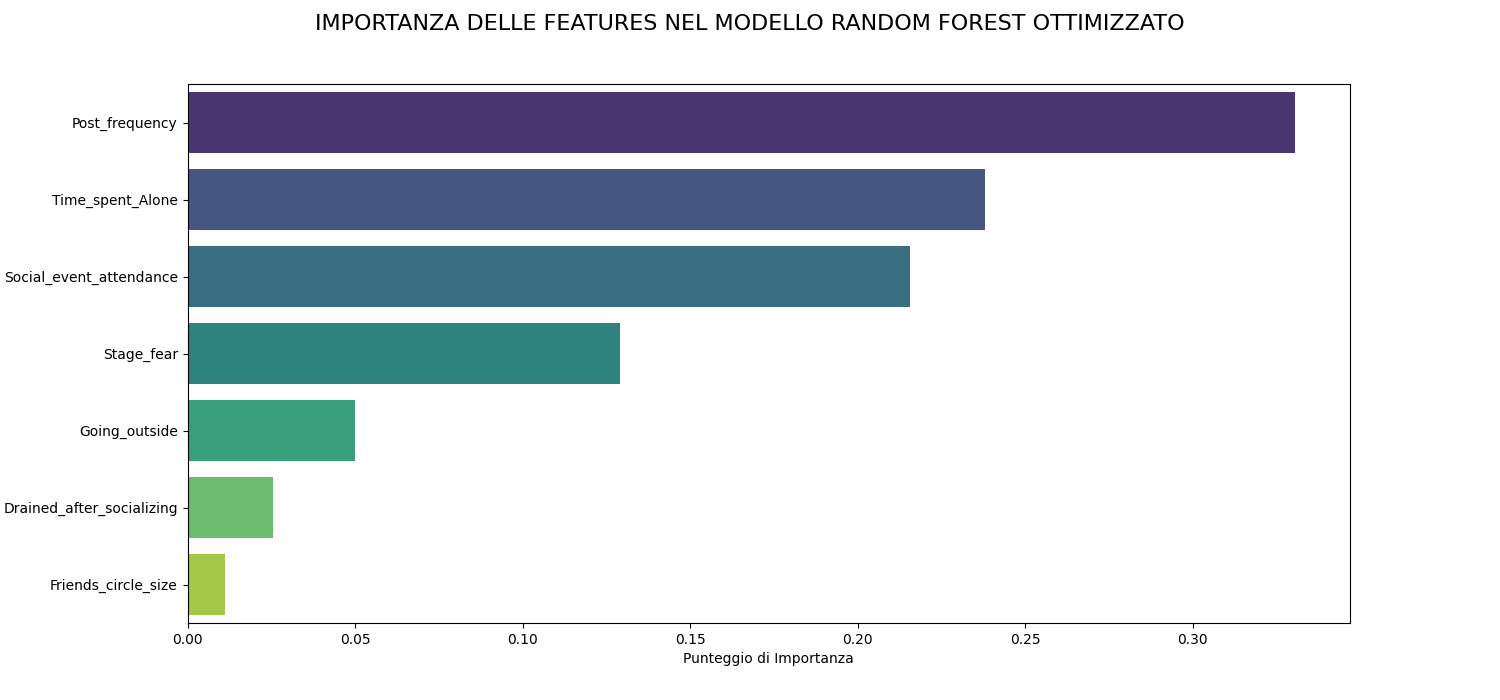 IMPORTANZA DELLE FEATURES NEL MODELLO RANDOM FOREST OTTIMIZZATO
Post_frequency
Time_spent_Alone
Social_event_attendance
Stage_fear
Going_outside
Drained_after_socializing
Friends_circle_size
0.00 0.05 0.10 0.15 0.20 0.25 0.30
Punteggio di Importanza